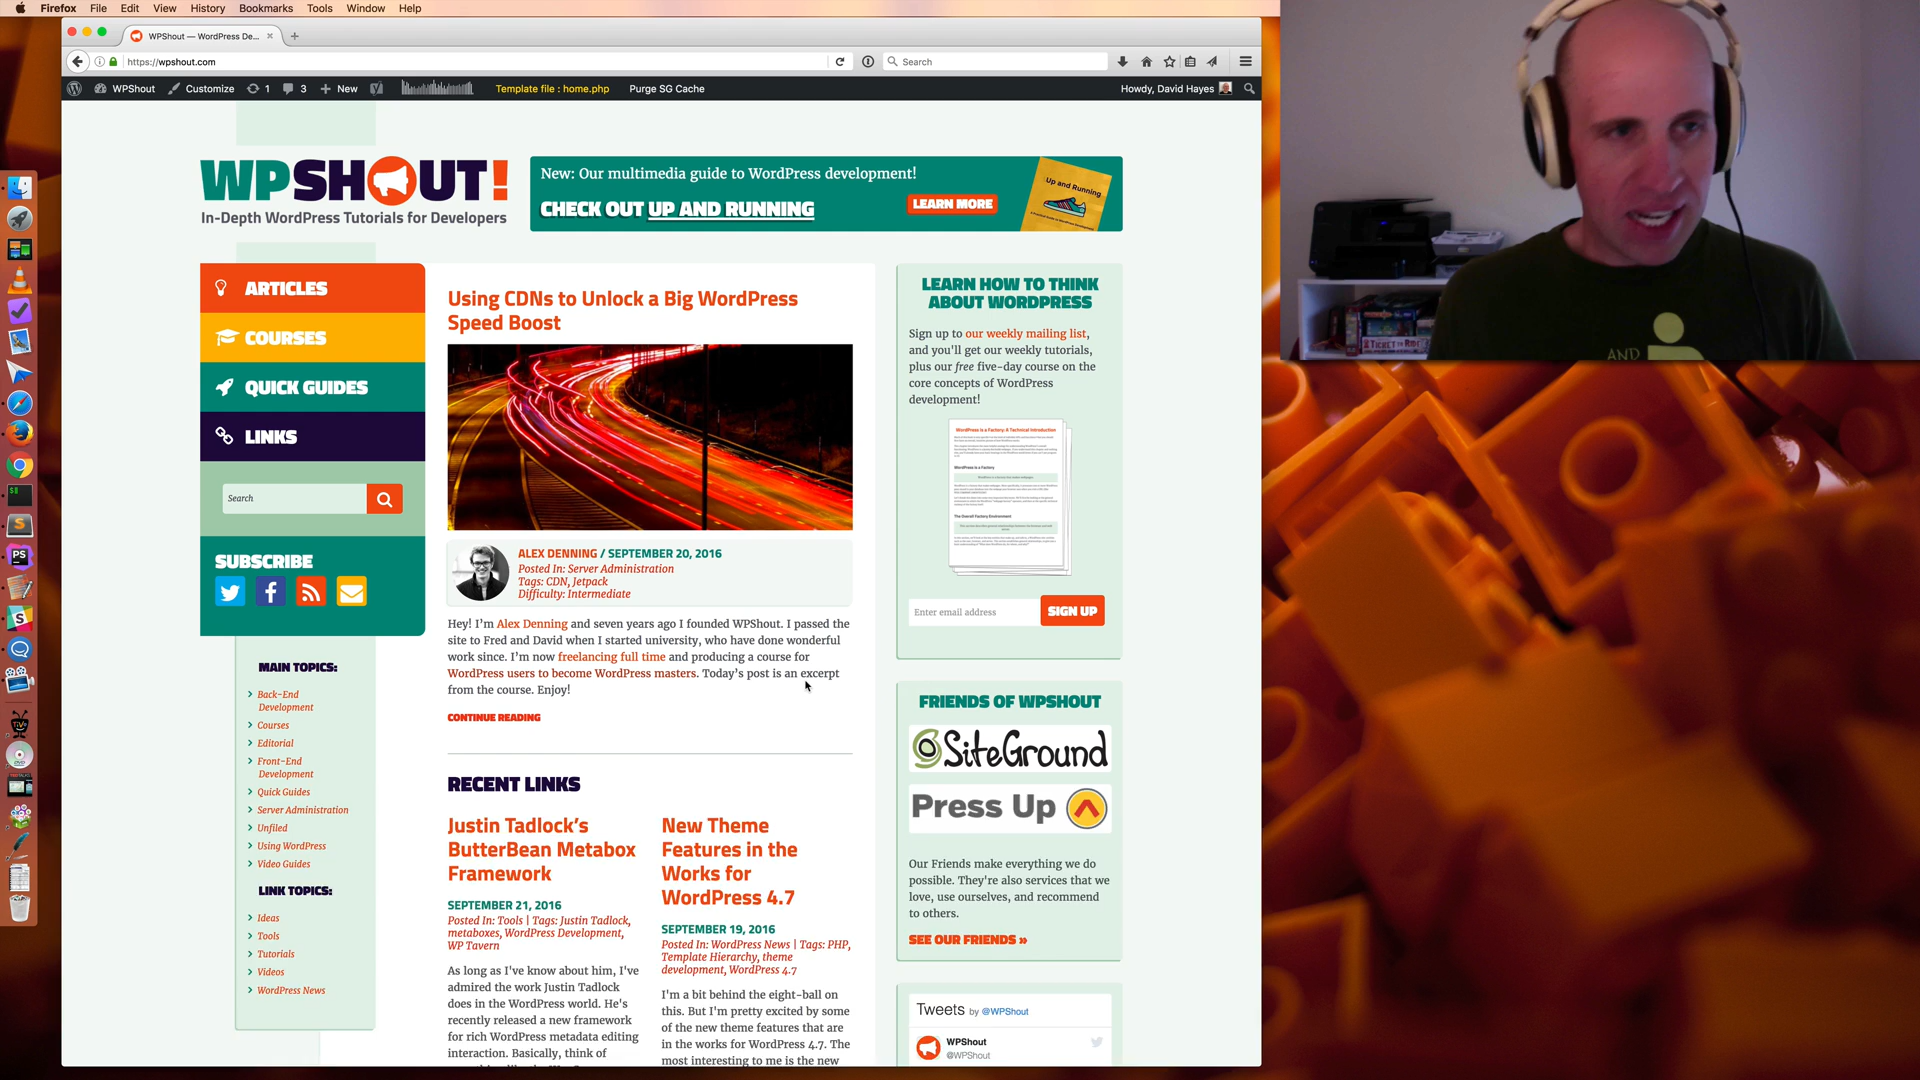 Firefox File Edit View History Bookmarks Tools Window Help
WPShout — WordPress De...
https://wpshout.com
Search
WPShout Customize 1 3 New Template file : home.php Purge SG Cache Howdy, David Hayes
WPSHOUT!
In-Depth WordPress Tutorials for Developers
New: Our multimedia guide to WordPress development!
CHECK OUT UP AND RUNNING
LEARN MORE
Up and Running
ARTICLES
COURSES
QUICK GUIDES
LINKS
Search
SUBSCRIBE
MAIN TOPICS:
Back-End
Development
Courses
Editorial
Front-End
Development
Quick Guides
Server Administration
Unfiled
Using WordPress
Video Guides
LINK TOPICS:
Ideas
Tools
Tutorials
Videos
WordPress News
Using CDNs to Unlock a Big WordPress
Speed Boost
ALEX DENNING / SEPTEMBER 20, 2016
Posted In: Server Administration
Tags: CDN, Jetpack
Difficulty: Intermediate
Hey! I'm Alex Denning and seven years ago I founded WPShout. I passed the
site to Fred and David when I started university, who have done wonderful
work since. I'm now freelancing full time and producing a course for
WordPress users to become WordPress masters. Today's post is an excerpt
from the course. Enjoy!
CONTINUE READING
RECENT LINKS
Justin Tadlock's
ButterBean Metabox
Framework
SEPTEMBER 21, 2016
Posted In: Tools | Tags: Justin Tadlock,
metaboxes, WordPress Development,
WP Tavern
As long as I've know about him, I've
admired the work Justin Tadlock
does in the WordPress world. He's
recently released a new framework
for rich WordPress metadata editing
interaction. Basically, think of
New Theme
Features in the
Works for
WordPress 4.7
SEPTEMBER 19, 2016
Posted In: WordPress News | Tags: PHP,
Template Hierarchy, theme
development, WordPress 4.7
I'm a bit behind the eight-ball on
this. But I'm pretty excited by some
of the new theme features that are
in the works for WordPress 4.7. The
most interesting to me is the new
LEARN HOW TO THINK
ABOUT WORDPRESS
Sign up to our weekly mailing list,
and you'll get our weekly tutorials,
plus our free five-day course on the
core concepts of WordPress
development!
WordPress is a Factory: A Technical Introduction
WordPress is a Factory
The Overall Factory Environment
Enter email address
SIGN UP
FRIENDS OF WPSHOUT
SiteGround
Press Up
Our Friends make everything we do
possible. They're also services that we
love, use ourselves, and recommend
to others.
SEE OUR FRIENDS »
Tweets by @WPShout
WPShout
@WPShout
AND
TICKET TO RIDE